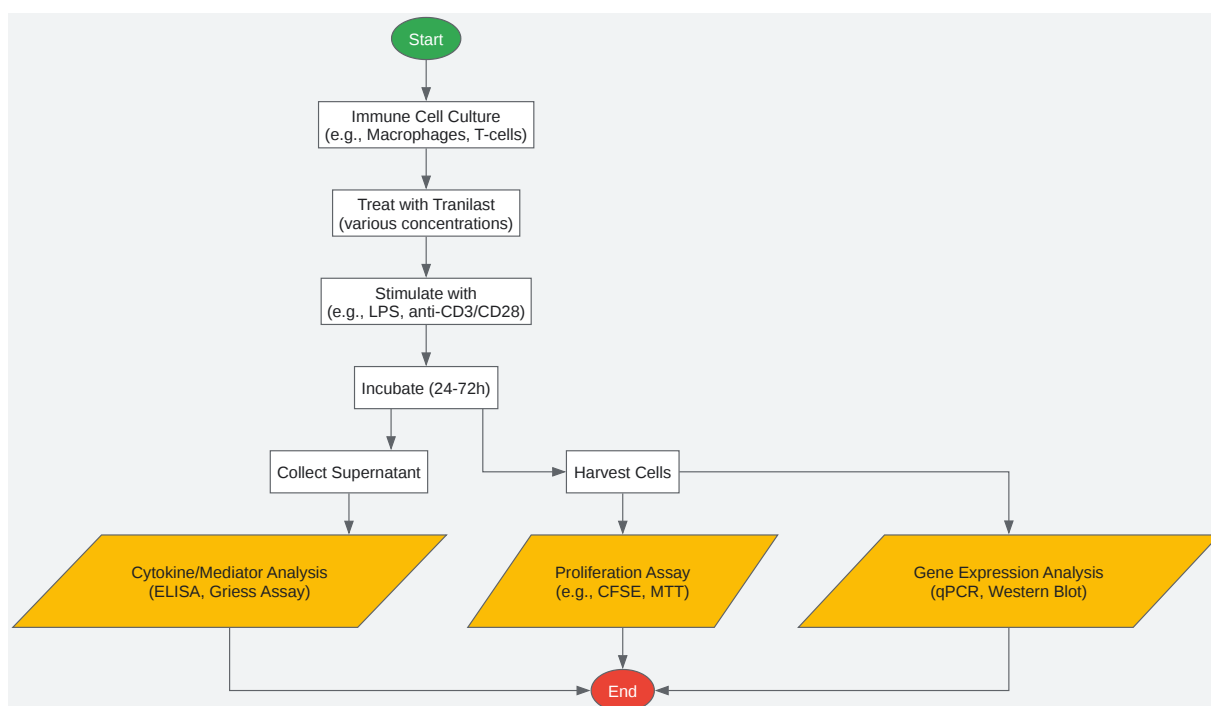 Start
Immune Cell Culture
(e.g., Macrophages, T-cells)
Treat with Tranilast
(various concentrations)
Stimulate with
(e.g., LPS, anti-CD3/CD28)
Incubate (24-72h)
Collect Supernatant
Harvest Cells
Cytokine/Mediator Analysis
(ELISA, Griess Assay)
Proliferation Assay
(e.g., CFSE, MTT)
Gene Expression Analysis
(qPCR, Western Blot)
End